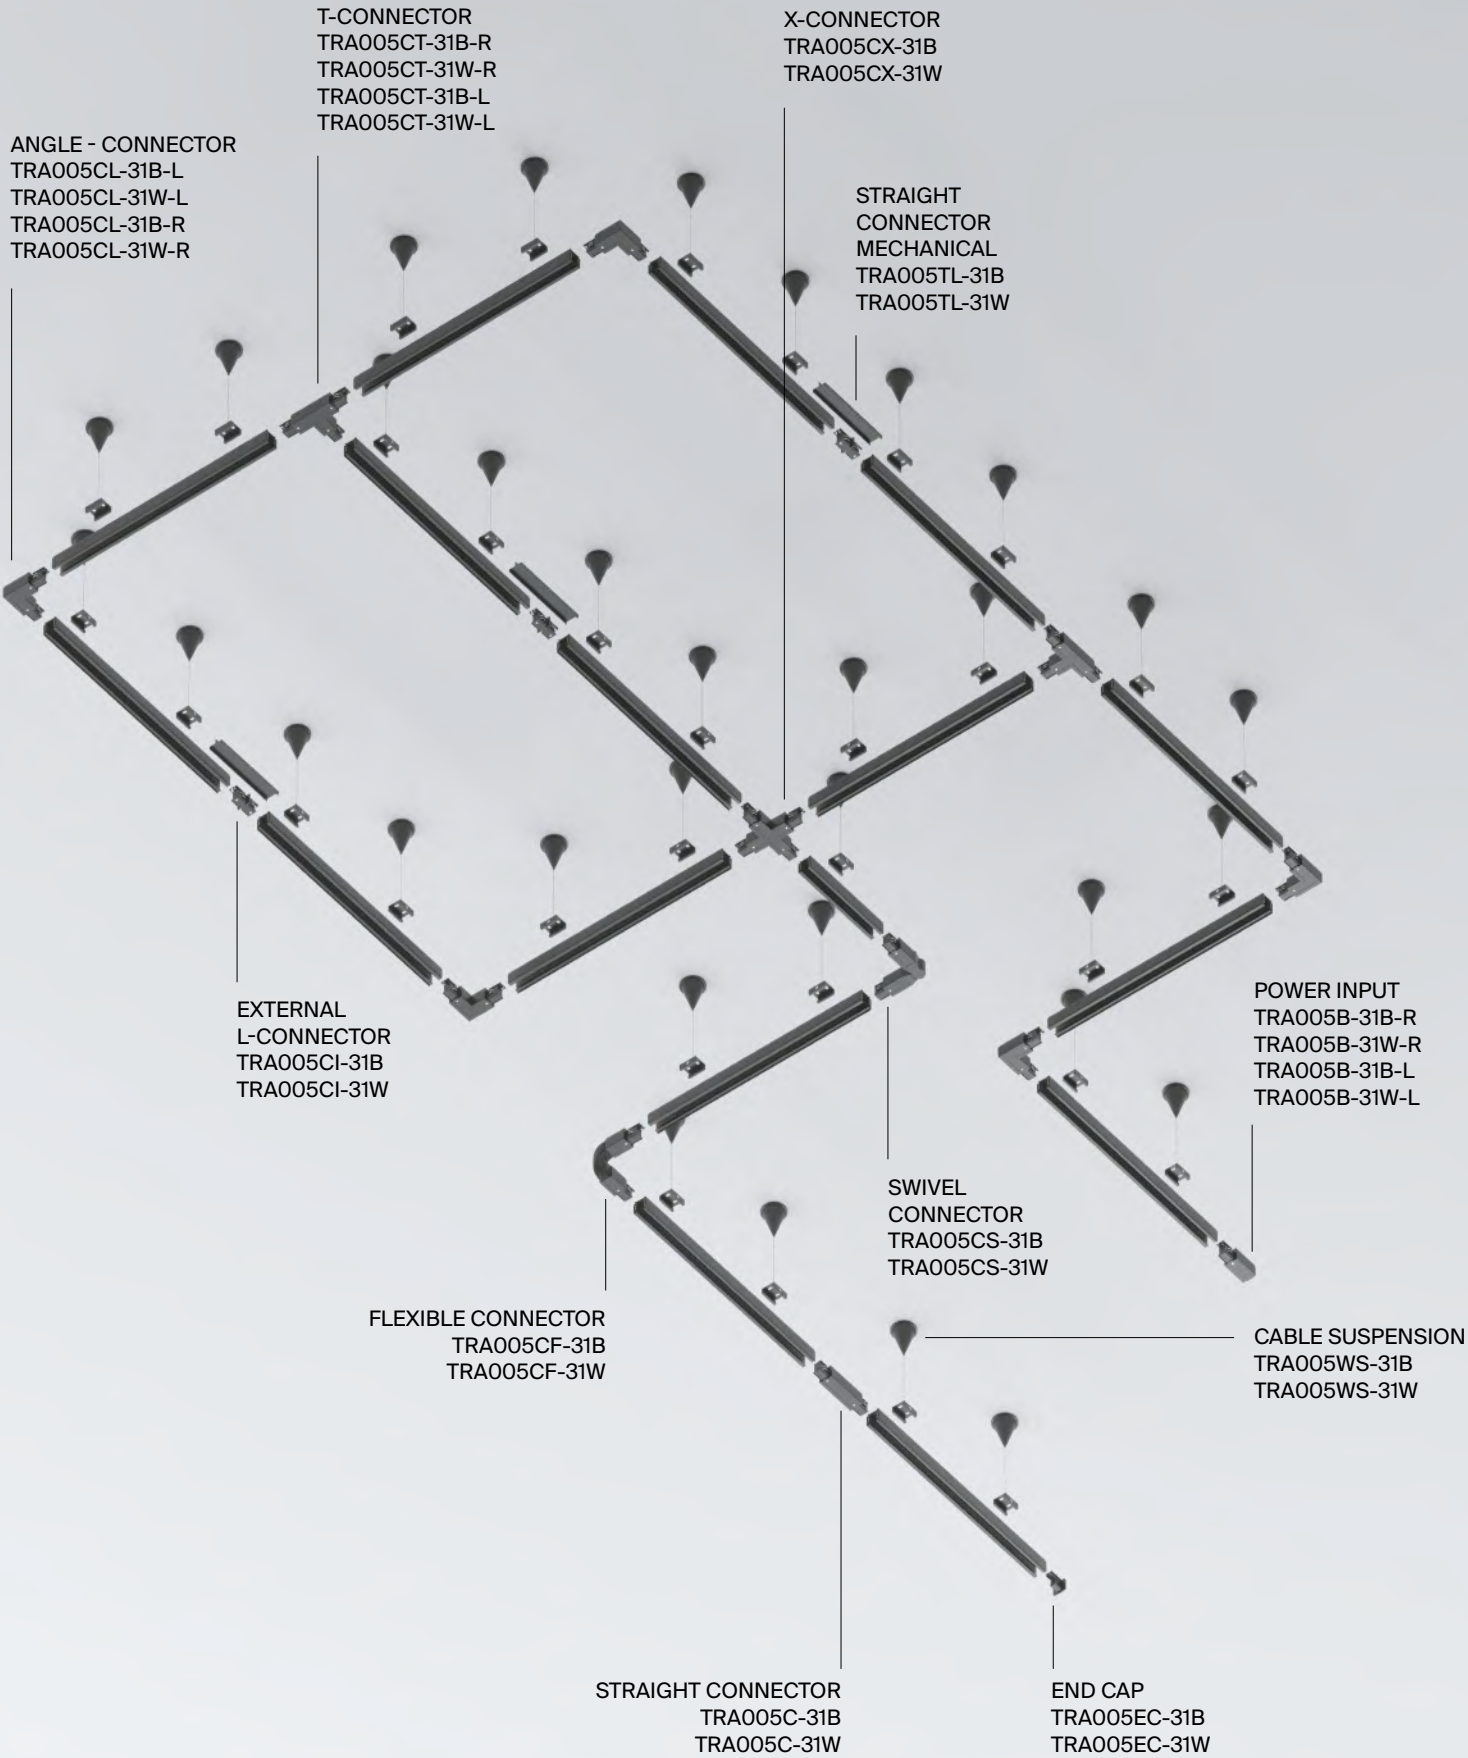 T-CONNECTOR
TRA005CT-31B-R
TRA005CT-31W-R
TRA005CT-31B-L
TRA005CT-31W-L
X-CONNECTOR
TRA005CX-31B
TRA005CX-31W
ANGLE - CONNECTOR
TRA005CL-31B-L
TRA005CL-31W-L
TRA005CL-31B-R
TRA005CL-31W-R
STRAIGHT
CONNECTOR
MECHANICAL
TRA005TL-31B
TRA005TL-31W
EXTERNAL
L-CONNECTOR
TRA005CI-31B
TRA005CI-31W
POWER INPUT
TRA005B-31B-R
TRA005B-31W-R
TRA005B-31B-L
TRA005B-31W-L
SWIVEL
CONNECTOR
TRA005CS-31B
TRA005CS-31W
FLEXIBLE CONNECTOR
TRA005CF-31B
TRA005CF-31W
CABLE SUSPENSION
TRA005WS-31B
TRA005WS-31W
STRAIGHT CONNECTOR
TRA005C-31B
TRA005C-31W
END CAP
TRA005EC-31B
TRA005EC-31W